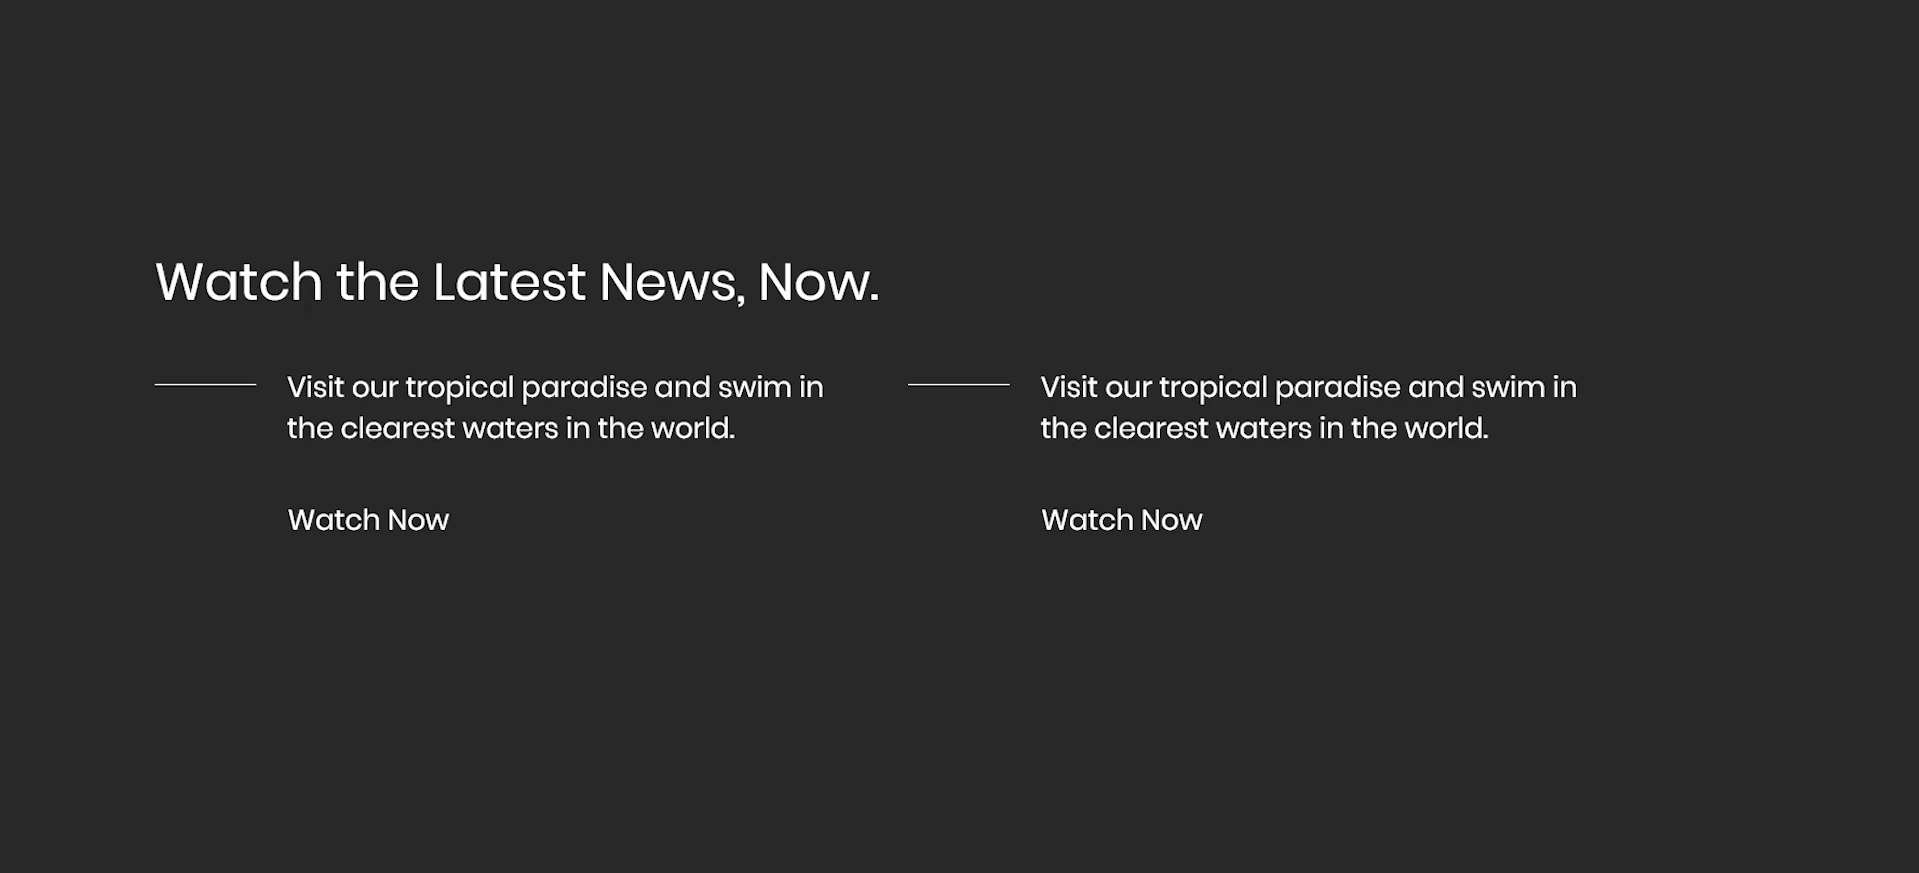 Watch the Latest News, Now.
Visit our tropical paradise and swim in
the clearest waters in the world.
Watch Now
Visit our tropical paradise and swim in
the clearest waters in the world.
Watch Now